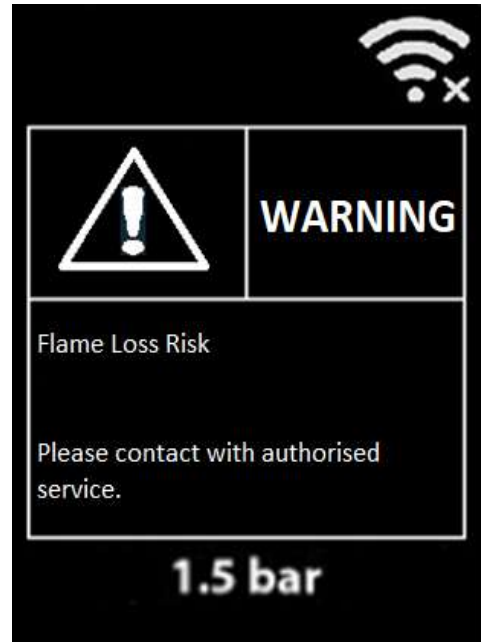 WARNING
Flame Loss Risk
Please contact with authorised
service.
1.5 bar